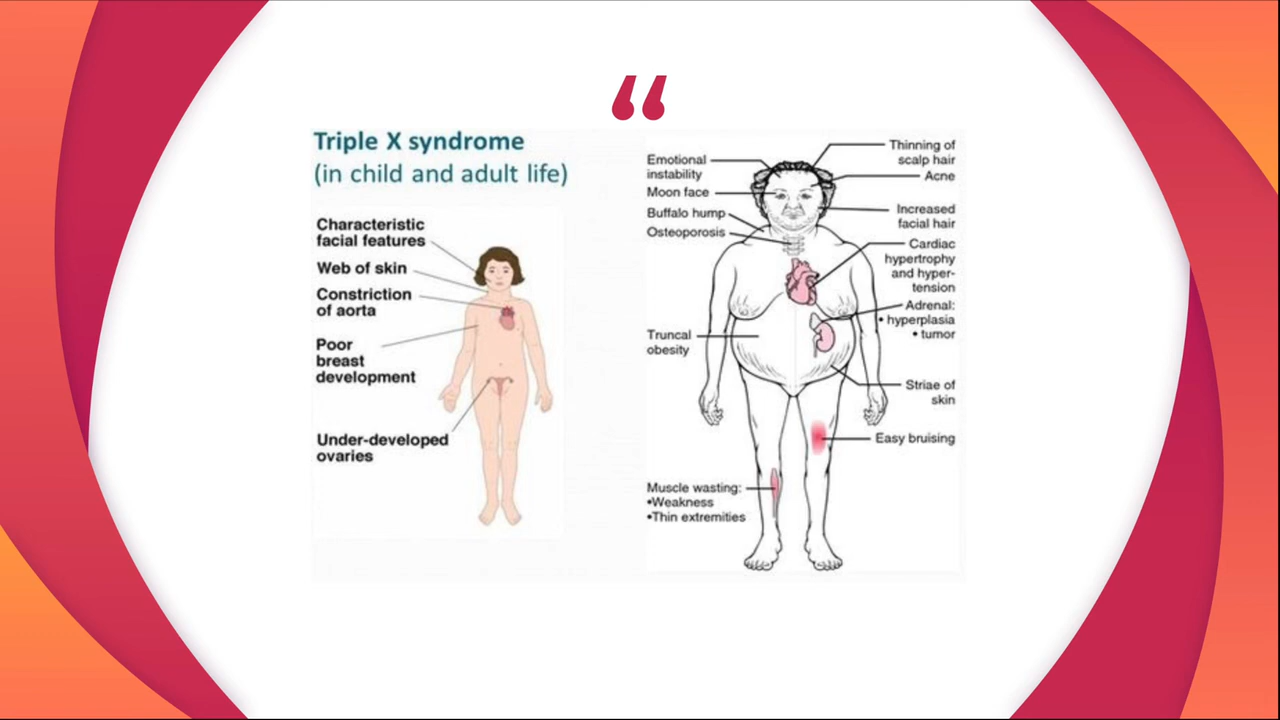 “
Triple X syndrome
(in child and adult life)
Characteristic
facial features
Web of skin
Constriction
of aorta
Poor
breast
development
Under-developed
ovaries
Emotional
instability
Moon face
Buffalo hump
Osteoporosis
Truncal
obesity
Muscle wasting:
•Weakness
•Thin extremities
Thinning of
scalp hair
Acne
Increased
facial hair
Cardiac
hypertrophy
and hyper-
tension
Adrenal:
• hyperplasia
• tumor
Striae of
skin
Easy bruising